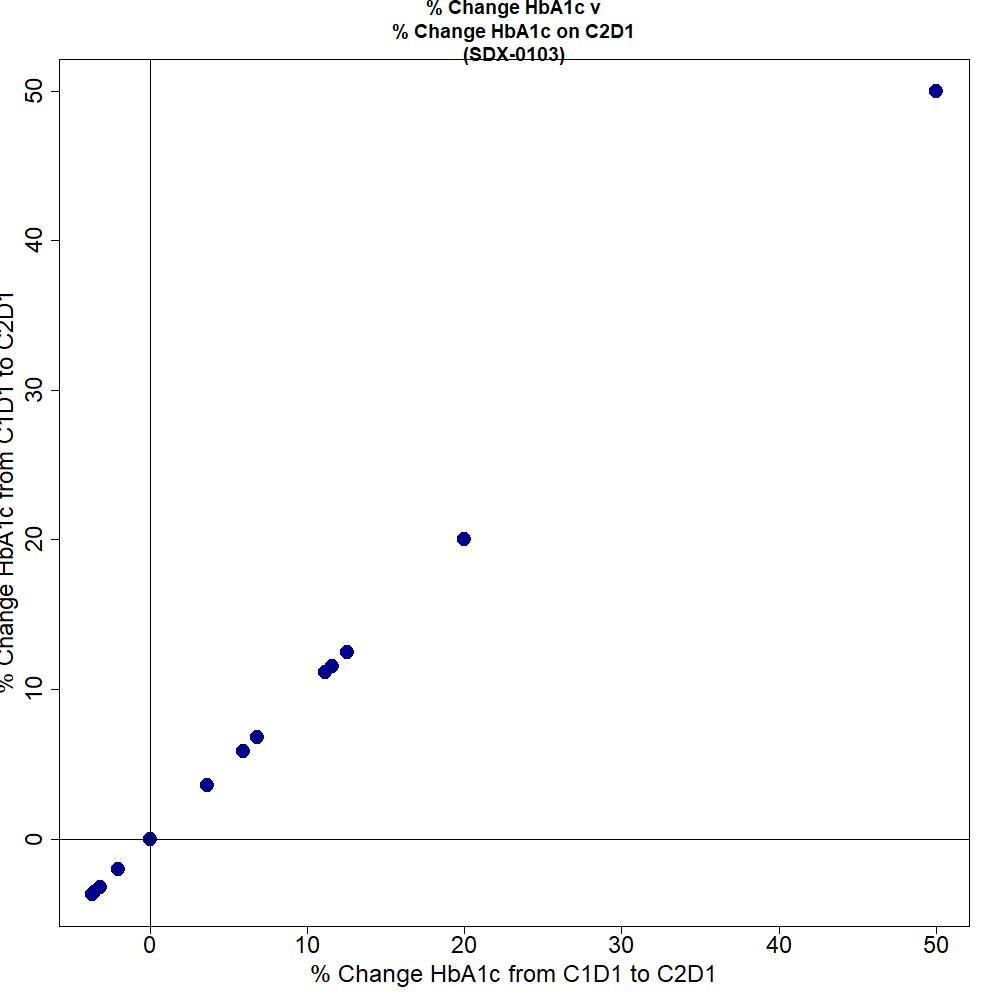 % Change HbA1c v
% Change HbA1c on C2D1
(SDX-0103)
50
40
30
20
10
0
% Change HbA1c from C1D1 to C2D1
0 10 20 30 40 50
% Change HbA1c from C1D1 to C2D1